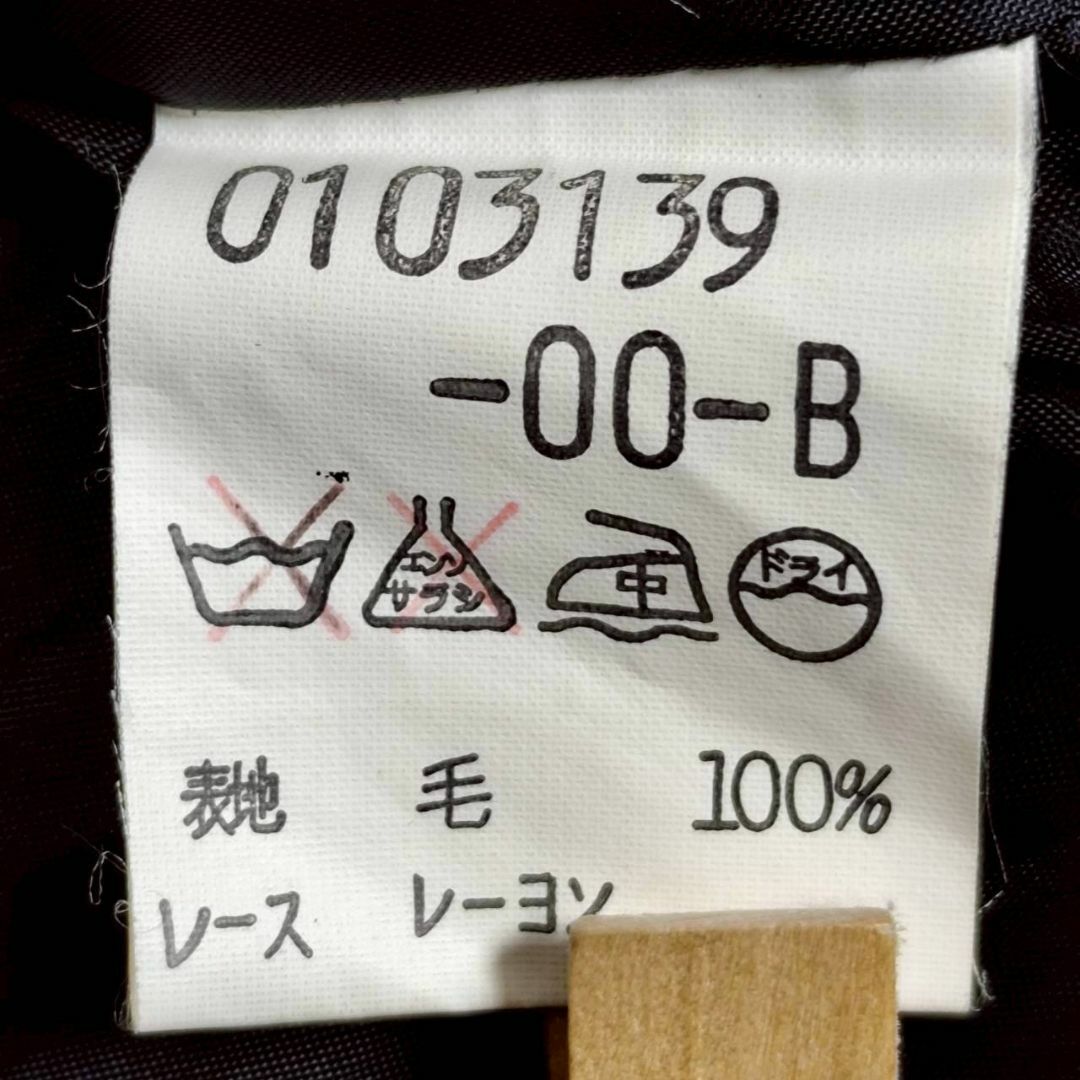 0103139
-00-B
エンソ サラシ 中 ドライ
表地 毛 100%
レース レーヨン